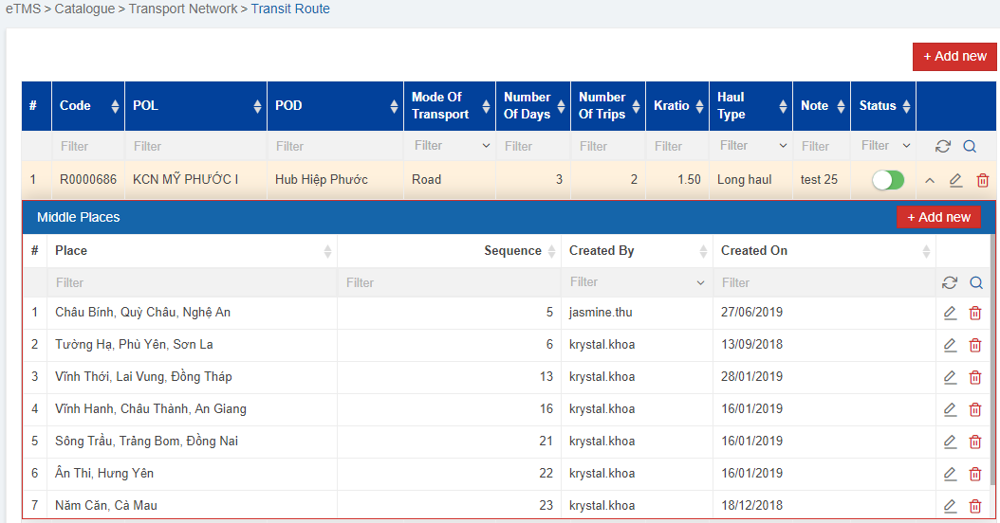 eTMS > Catalogue > Transport Network > Transit Route
+ Add new
# Code POL POD Mode Of Transport Number Of Days Number Of Trips Kratio Haul Type Note Status
Filter Filter Filter Filter Filter Filter Filter Filter Filter Filter
1 R0000686 KCN MỸ PHƯỚC I Hub Hiệp Phước Road 3 2 1.50 Long haul test 25
Middle Places + Add new
# Place Sequence Created By Created On
Filter Filter Filter Filter
1 Châu Bính, Quỳ Châu, Nghệ An 5 jasmine.thu 27/06/2019
2 Tường Hạ, Phù Yên, Sơn La 6 krystal.khoa 13/09/2018
3 Vĩnh Thới, Lai Vung, Đồng Tháp 13 krystal.khoa 28/01/2019
4 Vĩnh Hanh, Châu Thành, An Giang 16 krystal.khoa 16/01/2019
5 Sông Trầu, Trảng Bom, Đồng Nai 21 krystal.khoa 16/01/2019
6 Ân Thi, Hưng Yên 22 krystal.khoa 16/01/2019
7 Năm Căn, Cà Mau 23 krystal.khoa 18/12/2018